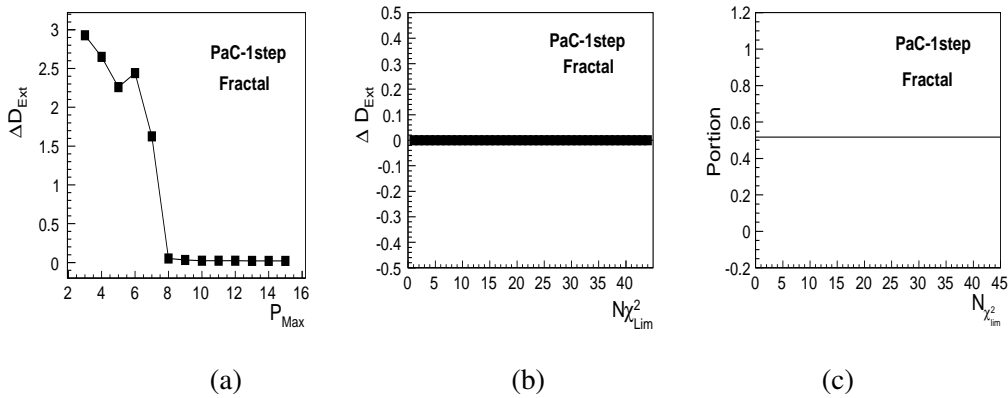 ΔD_Ext
3
2.5
2
1.5
1
0.5
0
2 4 6 8 10 12 14 16
P_Max
PaC-1step
Fractal
(a)
Δ D_Ext
0.5
0.4
0.3
0.2
0.1
0
-0.1
-0.2
-0.3
-0.4
-0.5
0 5 10 15 20 25 30 35 40
Nχ²_Lim
PaC-1step
Fractal
(b)
Portion
1.2
1
0.8
0.6
0.4
0.2
0
-0.2
0 5 10 15 20 25 30 35 40 45
N_χ²_lim
PaC-1step
Fractal
(c)